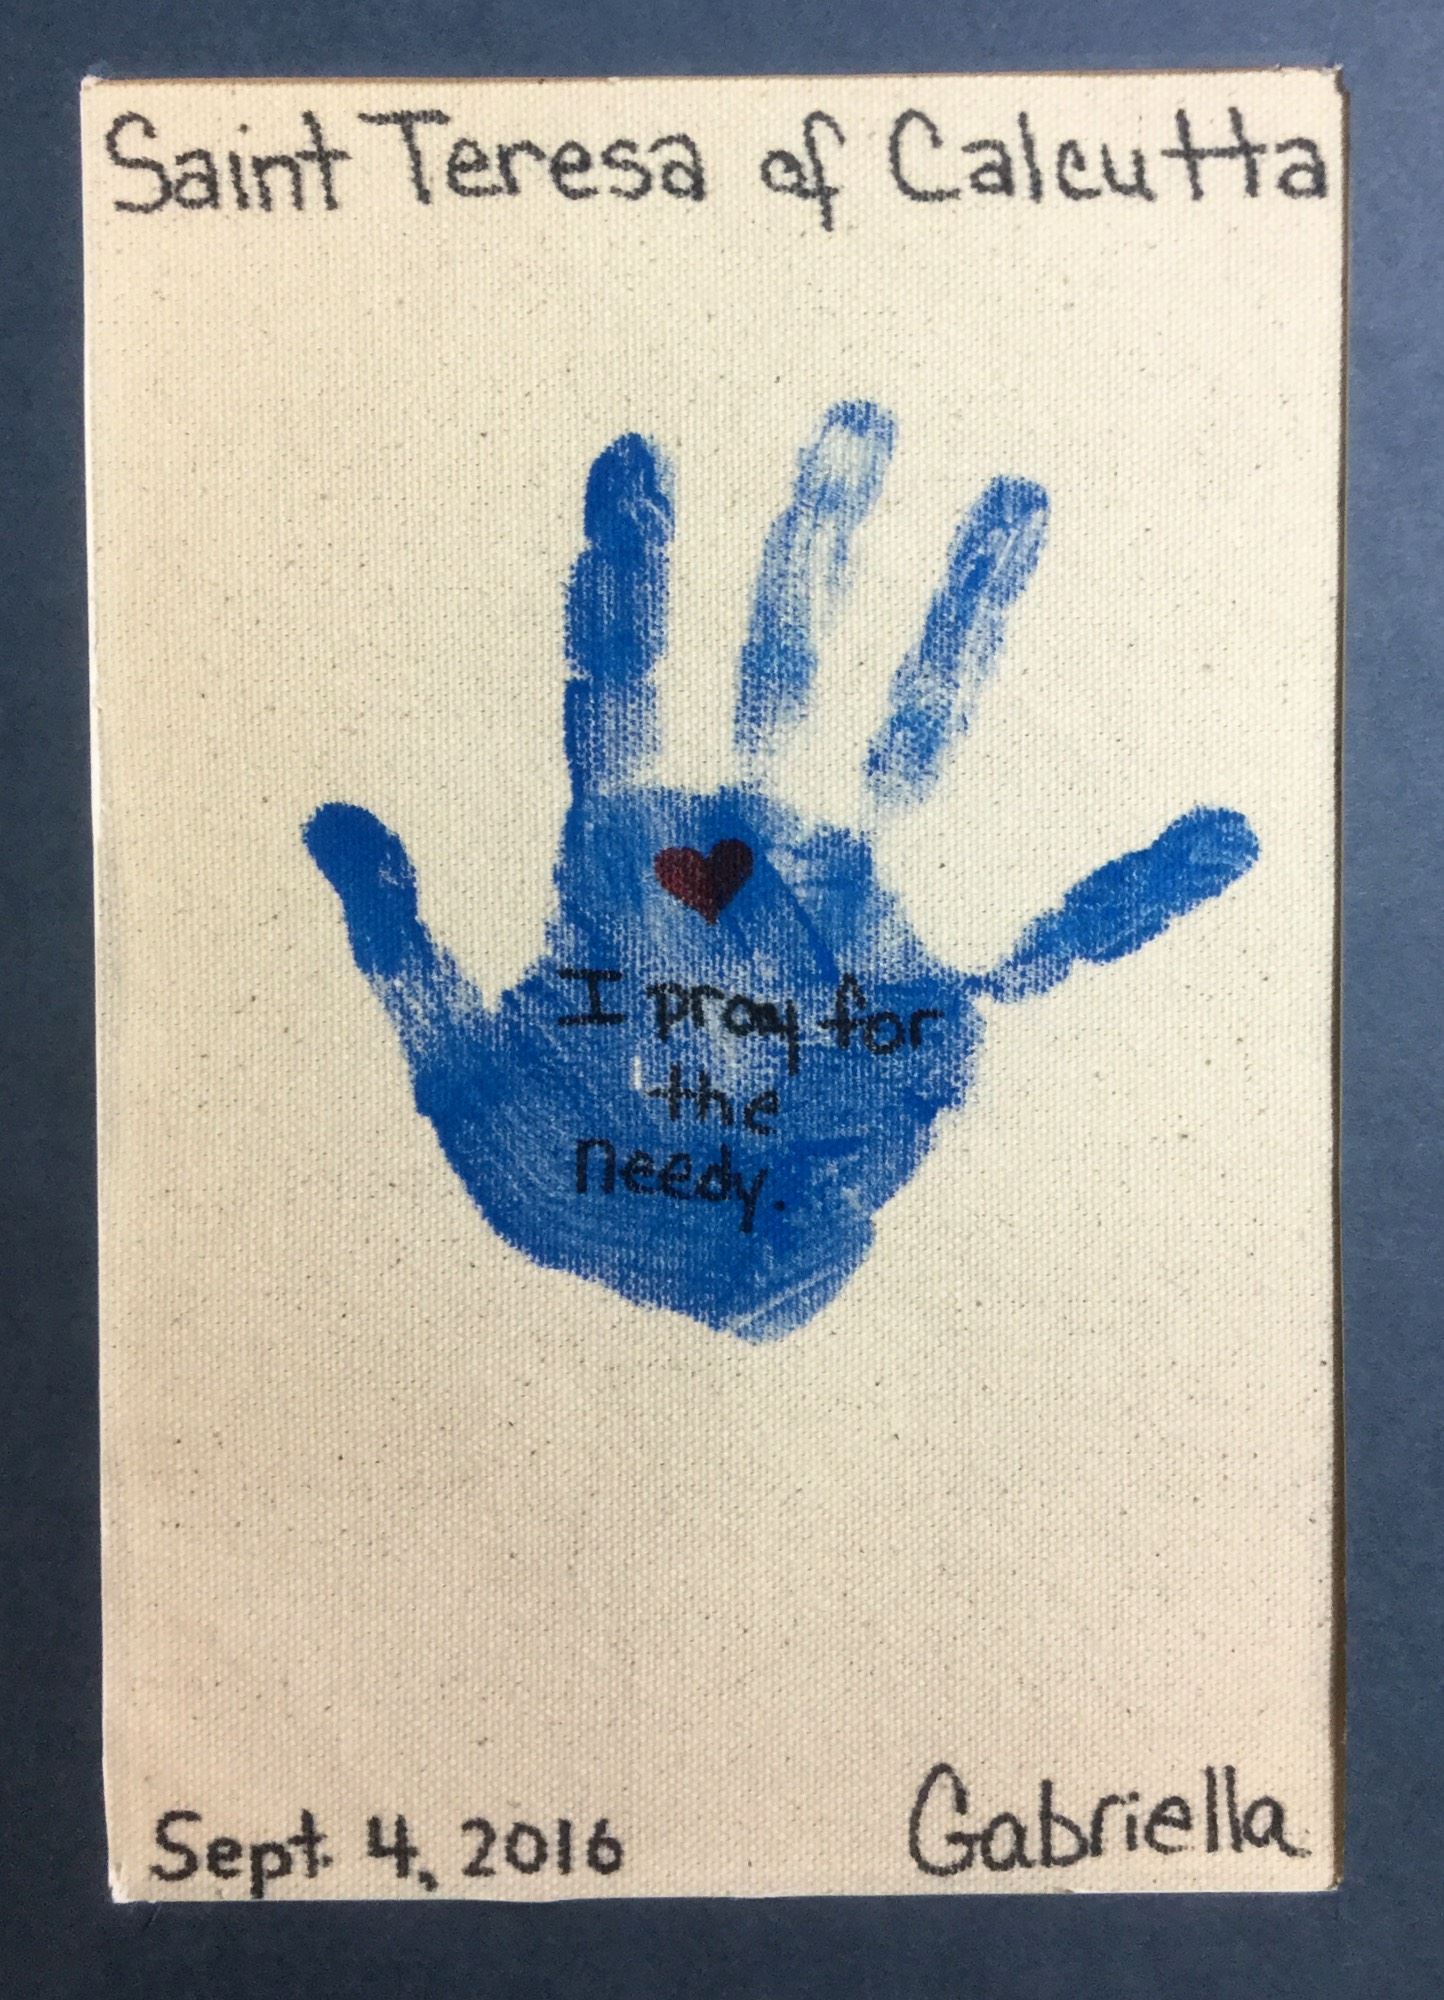 Saint Teresa of Calcutta
I pray for
the
needy.
Sept. 4, 2016
Gabriella